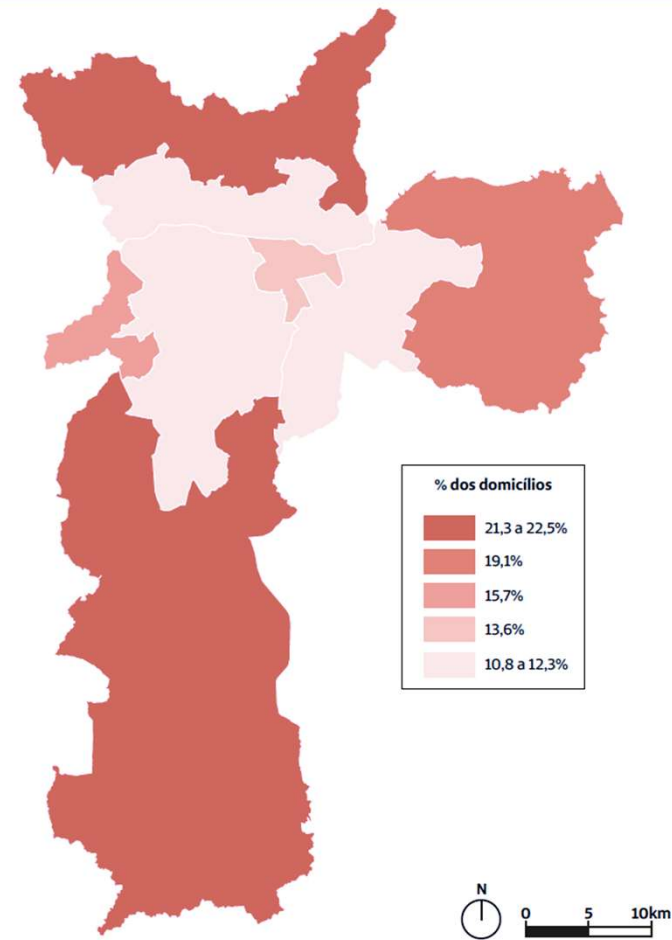 % dos domicílios
21,3 a 22,5%
19,1%
15,7%
13,6%
10,8 a 12,3%
N
0 5 10km